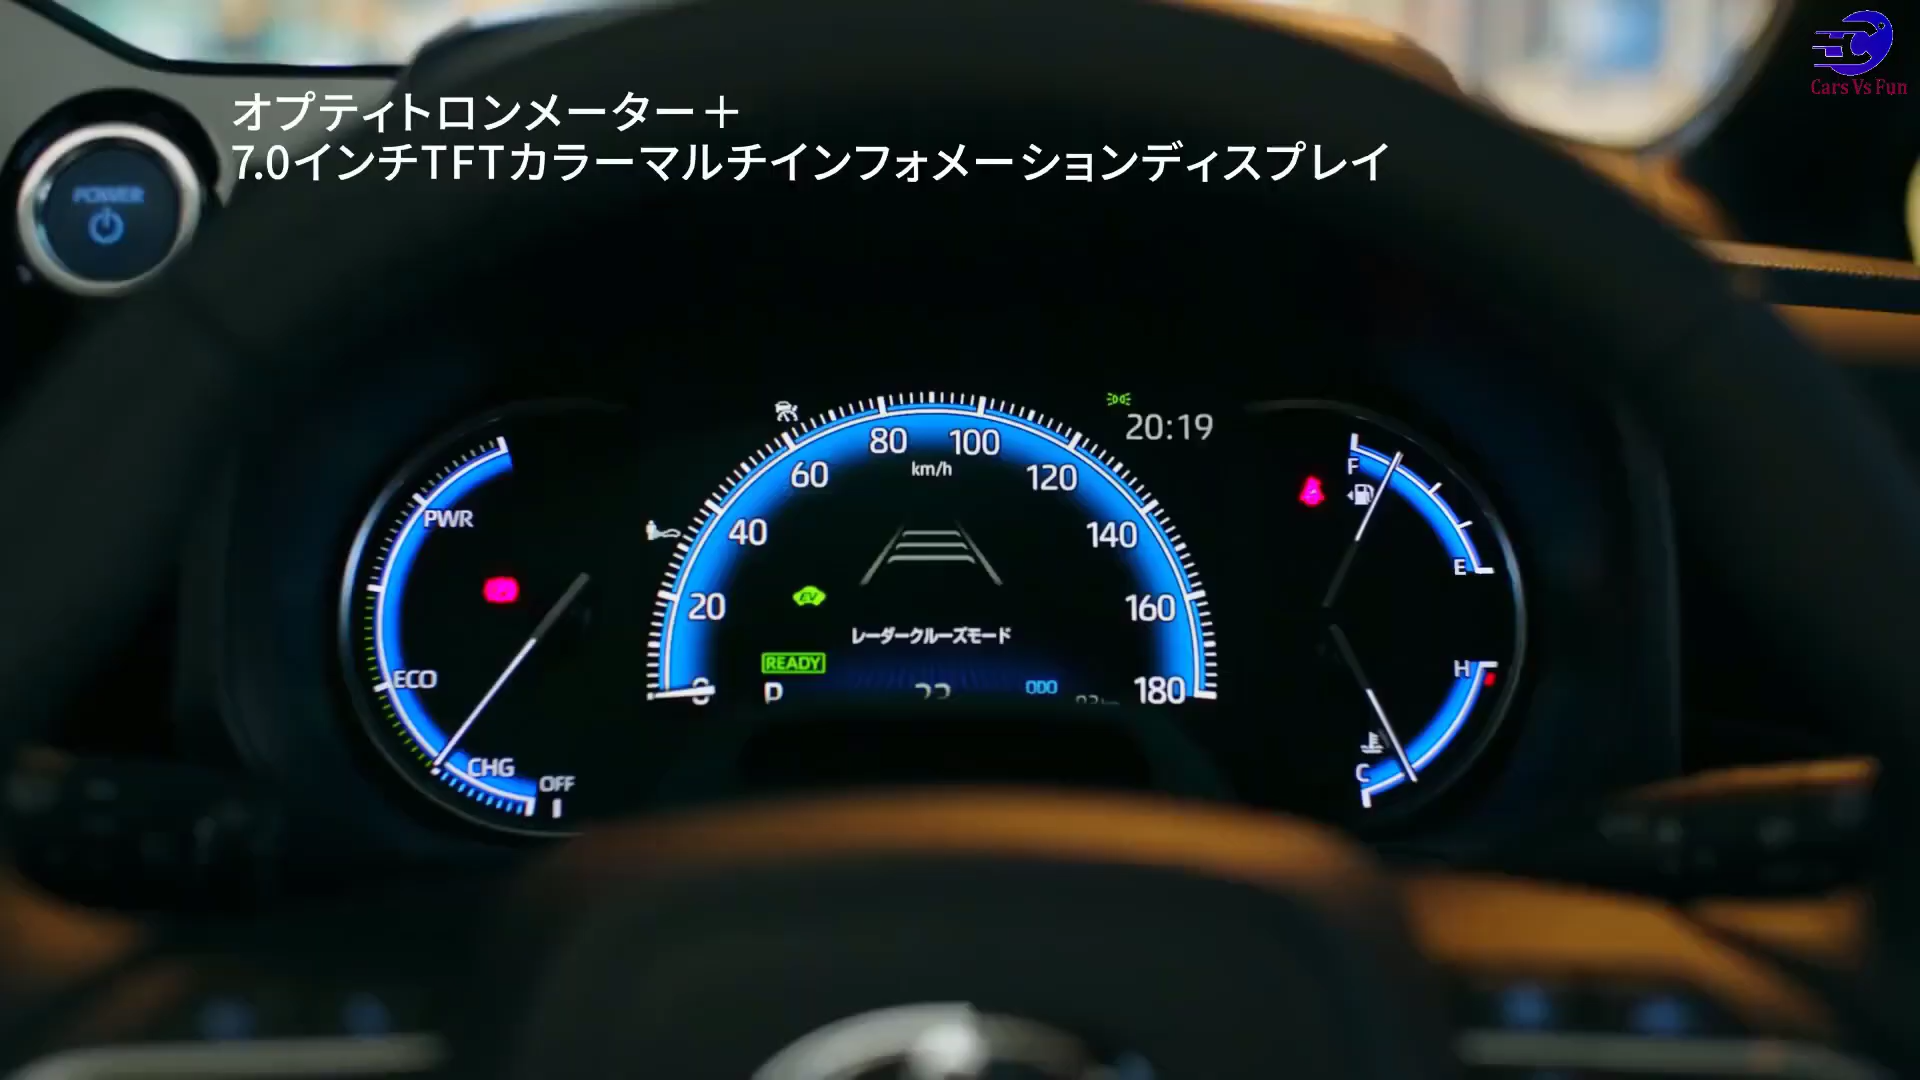 Cars Vs Fun
オプティトロンメーター＋
7.0インチTFTカラーマルチインフォメーションディスプレイ
POWER
80
100
20:19
60
km/h
120
F
PWR
40
140
E
EV
20
160
レーダークルーズモード
READY
H
ECO
P
ODO
180
CHG
OFF
C